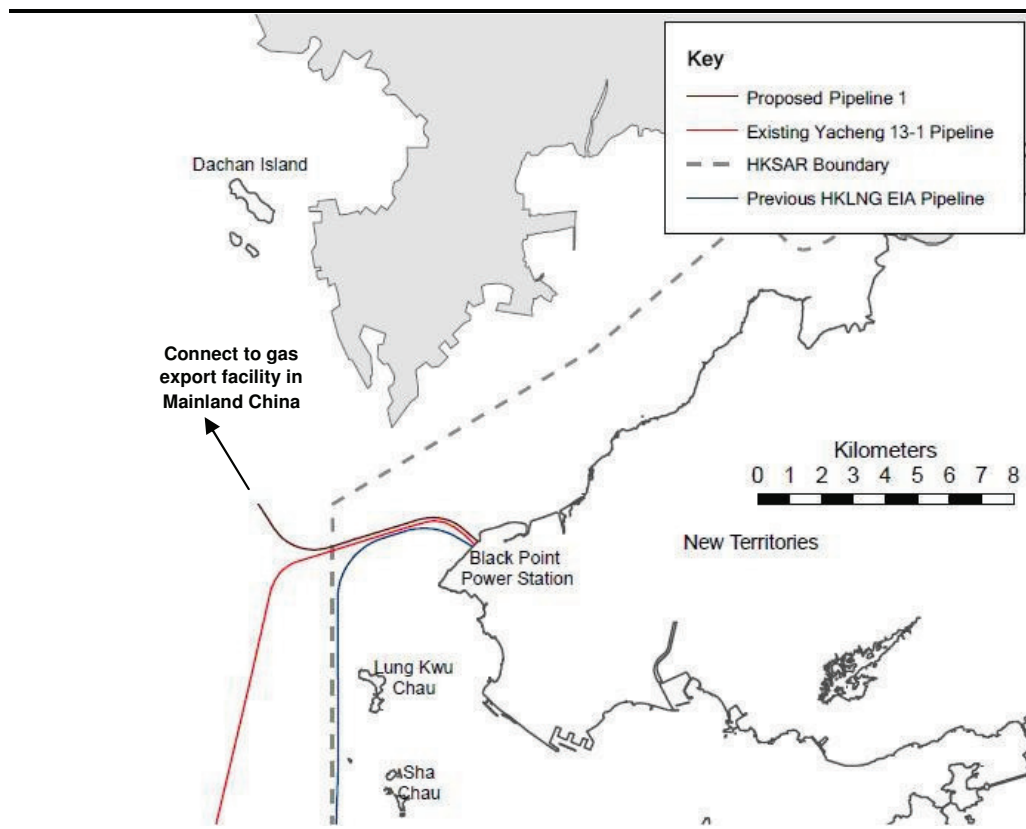 Key
Proposed Pipeline 1
Existing Yacheng 13-1 Pipeline
HKSAR Boundary
Previous HKLNG EIA Pipeline
Dachan Island
Connect to gas
export facility in
Mainland China
Kilometers
0 1 2 3 4 5 6 7 8
New Territories
Black Point
Power Station
Lung Kwu
Chau
Sha
Chau